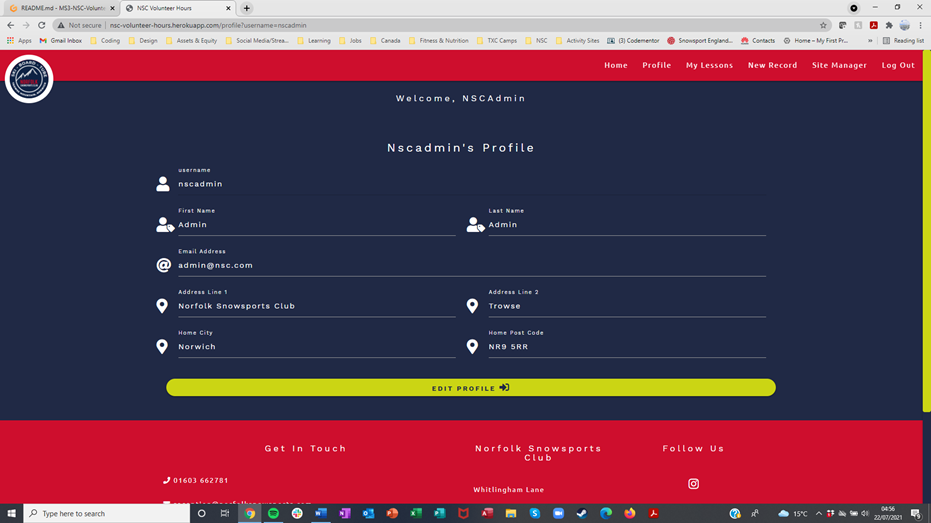 README.md - MS3-NSC-Volunt
NSC Volunteer Hours
Not secure
nsc-volunteer-hours.herokuapp.com/profile?username=nscadmin
Apps
Gmail Inbox
Coding
Design
Assets & Equity
Social Media/Strea...
Learning
Jobs
Canada
Fitness & Nutrition
TXC Camps
NSC
Activity Sites
(3) Codementor
Snowsport England...
Contacts
Home – My First Pr...
»
Reading list
Home
Profile
My Lessons
New Record
Site Manager
Log Out
Welcome, NSCAdmin
Nscadmin's Profile
username
nscadmin
First Name
Last Name
Admin
Admin
Email Address
admin@nsc.com
Address Line 1
Address Line 2
Norfolk Snowsports Club
Trowse
Home City
Home Post Code
Norwich
NR9 5RR
EDIT PROFILE
Get In Touch
Norfolk Snowsports
Club
Follow Us
01603 662781
Whitlingham Lane
Type here to search
15°C
04:56
22/07/2021